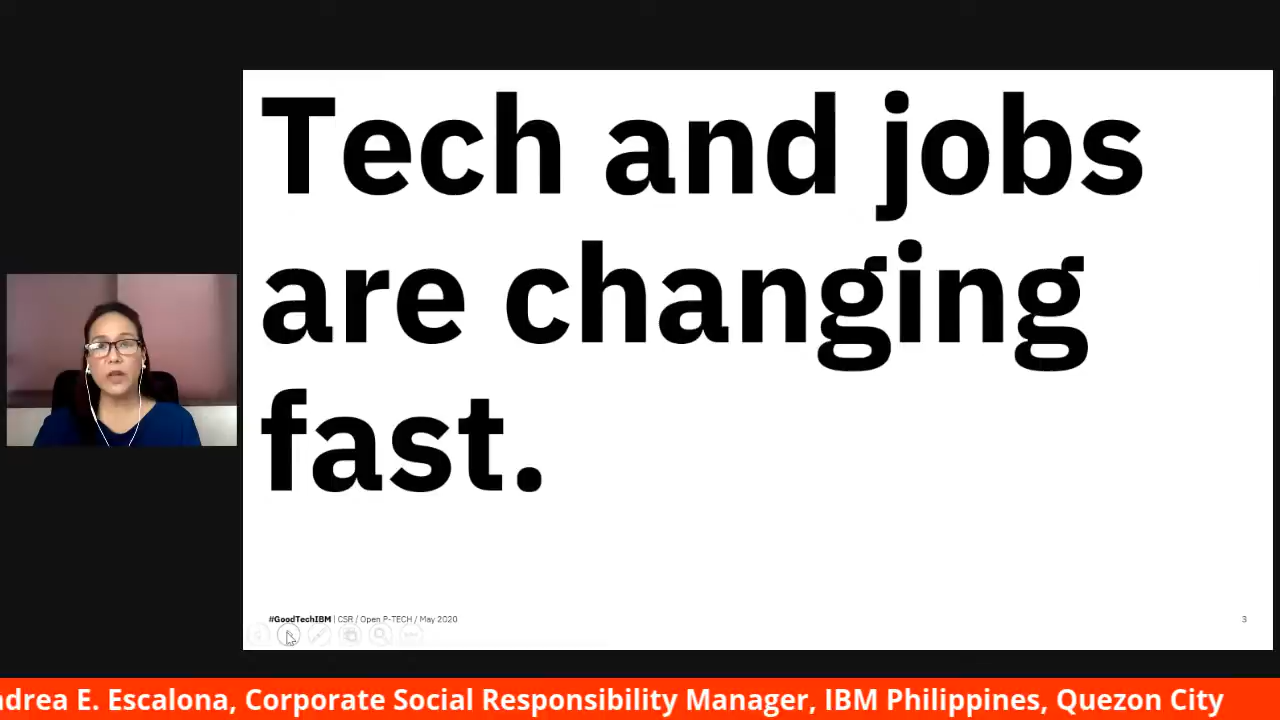 Tech and jobs
are changing
fast.
#GoodTechIBM | CSR / Open P-TECH / May 2020
3
ndrea E. Escalona, Corporate Social Responsibility Manager, IBM Philippines, Quezon City